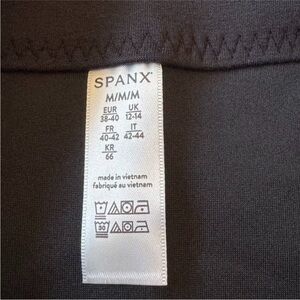 SPANX®
M/M/M
EUR UK
38-40 12-14
FR IT
40-42 42-44
KR
66
made in vietnam
fabriqué au vietnam
30